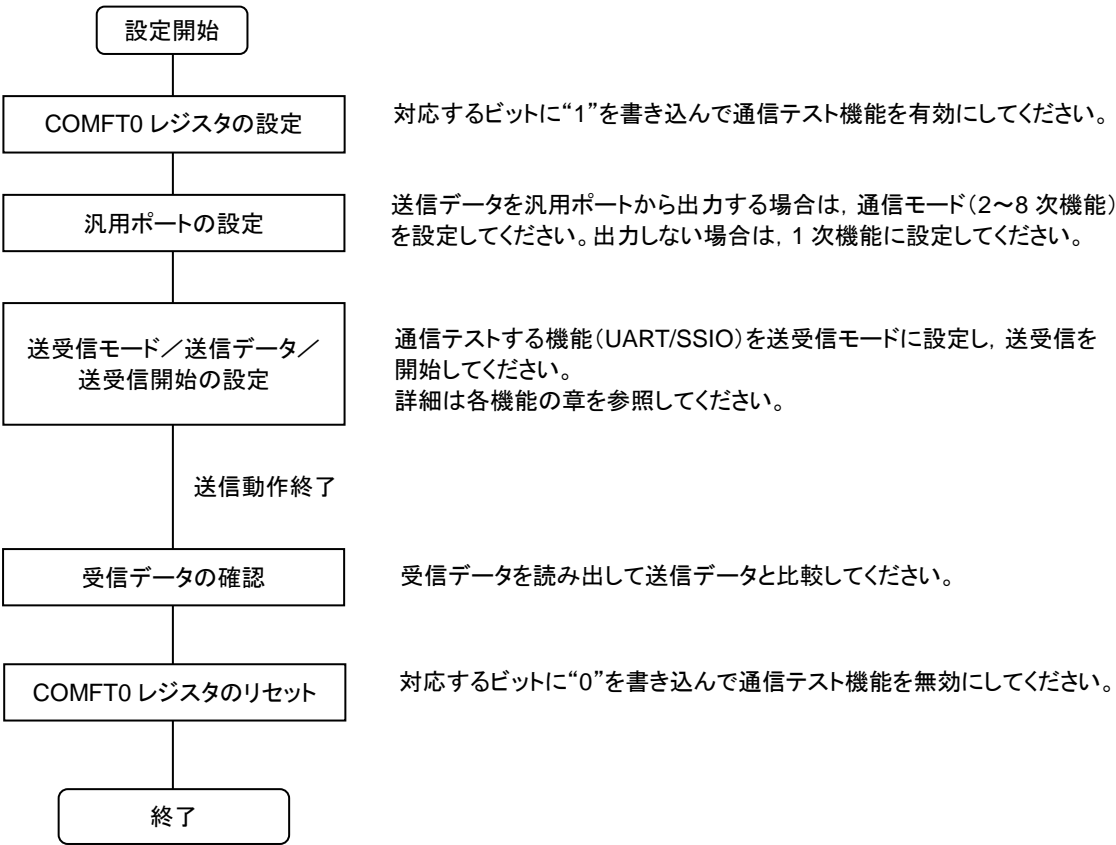 設定開始
COMFT0 レジスタの設定
対応するビットに“1”を書き込んで通信テスト機能を有効にしてください。
汎用ポートの設定
送信データを汎用ポートから出力する場合は，通信モード（2～8 次機能）
を設定してください。出力しない場合は，1 次機能に設定してください。
送受信モード／送信データ／
送受信開始の設定
通信テストする機能（UART/SSIO）を送受信モードに設定し，送受信を
開始してください。
詳細は各機能の章を参照してください。
送信動作終了
受信データの確認
受信データを読み出して送信データと比較してください。
COMFT0 レジスタのリセット
対応するビットに“0”を書き込んで通信テスト機能を無効にしてください。
終了